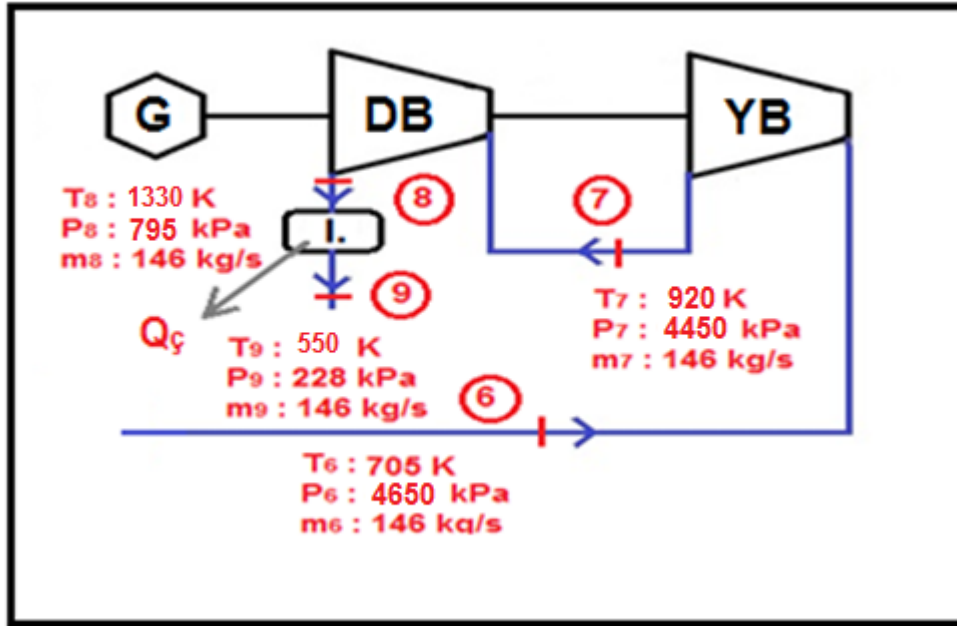 G
DB
YB
T8 : 1330 K
P8 : 795 kPa
m8 : 146 kg/s
8
7
I.
9
Qç
T7 : 920 K
P7 : 4450 kPa
m7 : 146 kg/s
T9 : 550 K
P9 : 228 kPa
m9 : 146 kg/s
6
T6 : 705 K
P6 : 4650 kPa
m6 : 146 kg/s